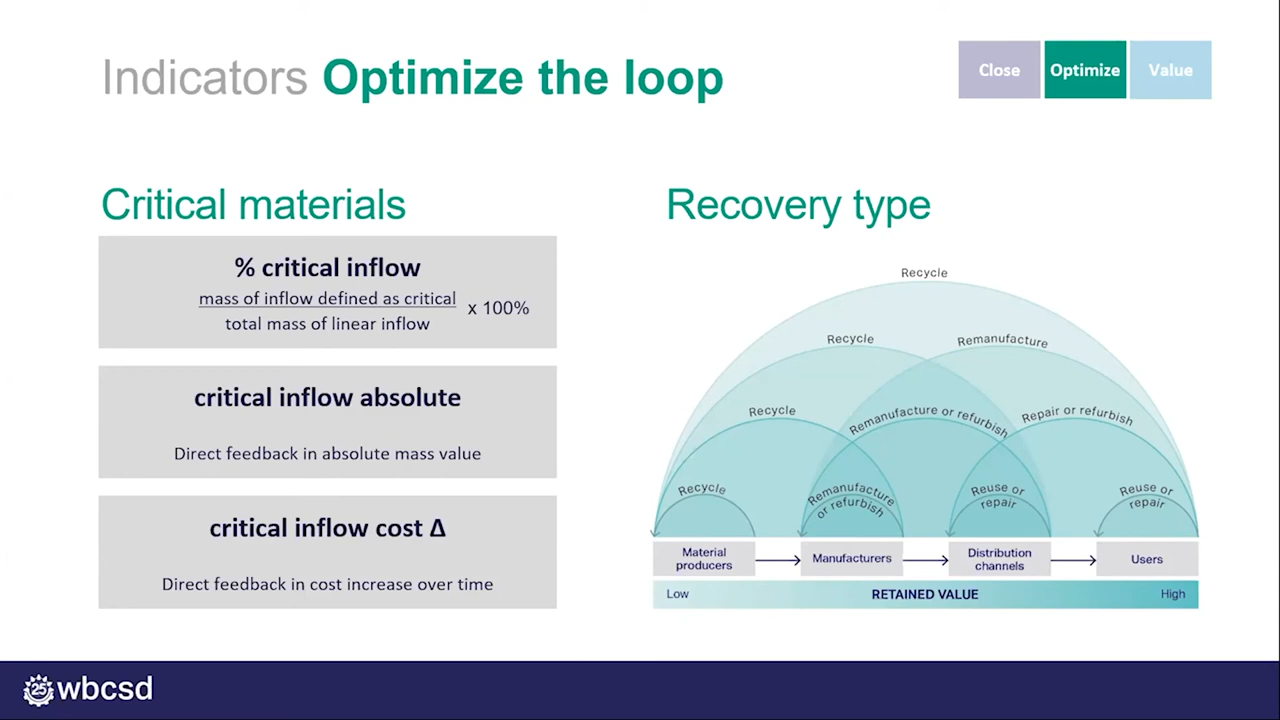 Indicators Optimize the loop
Close
Optimize
Value
Critical materials
% critical inflow
mass of inflow defined as critical
x 100%
total mass of linear inflow
critical inflow absolute
Direct feedback in absolute mass value
critical inflow cost Δ
Direct feedback in cost increase over time
Recovery type
Recycle
Recycle
Remanufacture
Recycle
Remanufacture or refurbish
Repair or refurbish
Recycle
Remanufacture
or refurbish
Reuse or
repair
Reuse or
repair
Material
producers
Manufacturers
Distribution
channels
Users
Low
RETAINED VALUE
High
25
wbcsd